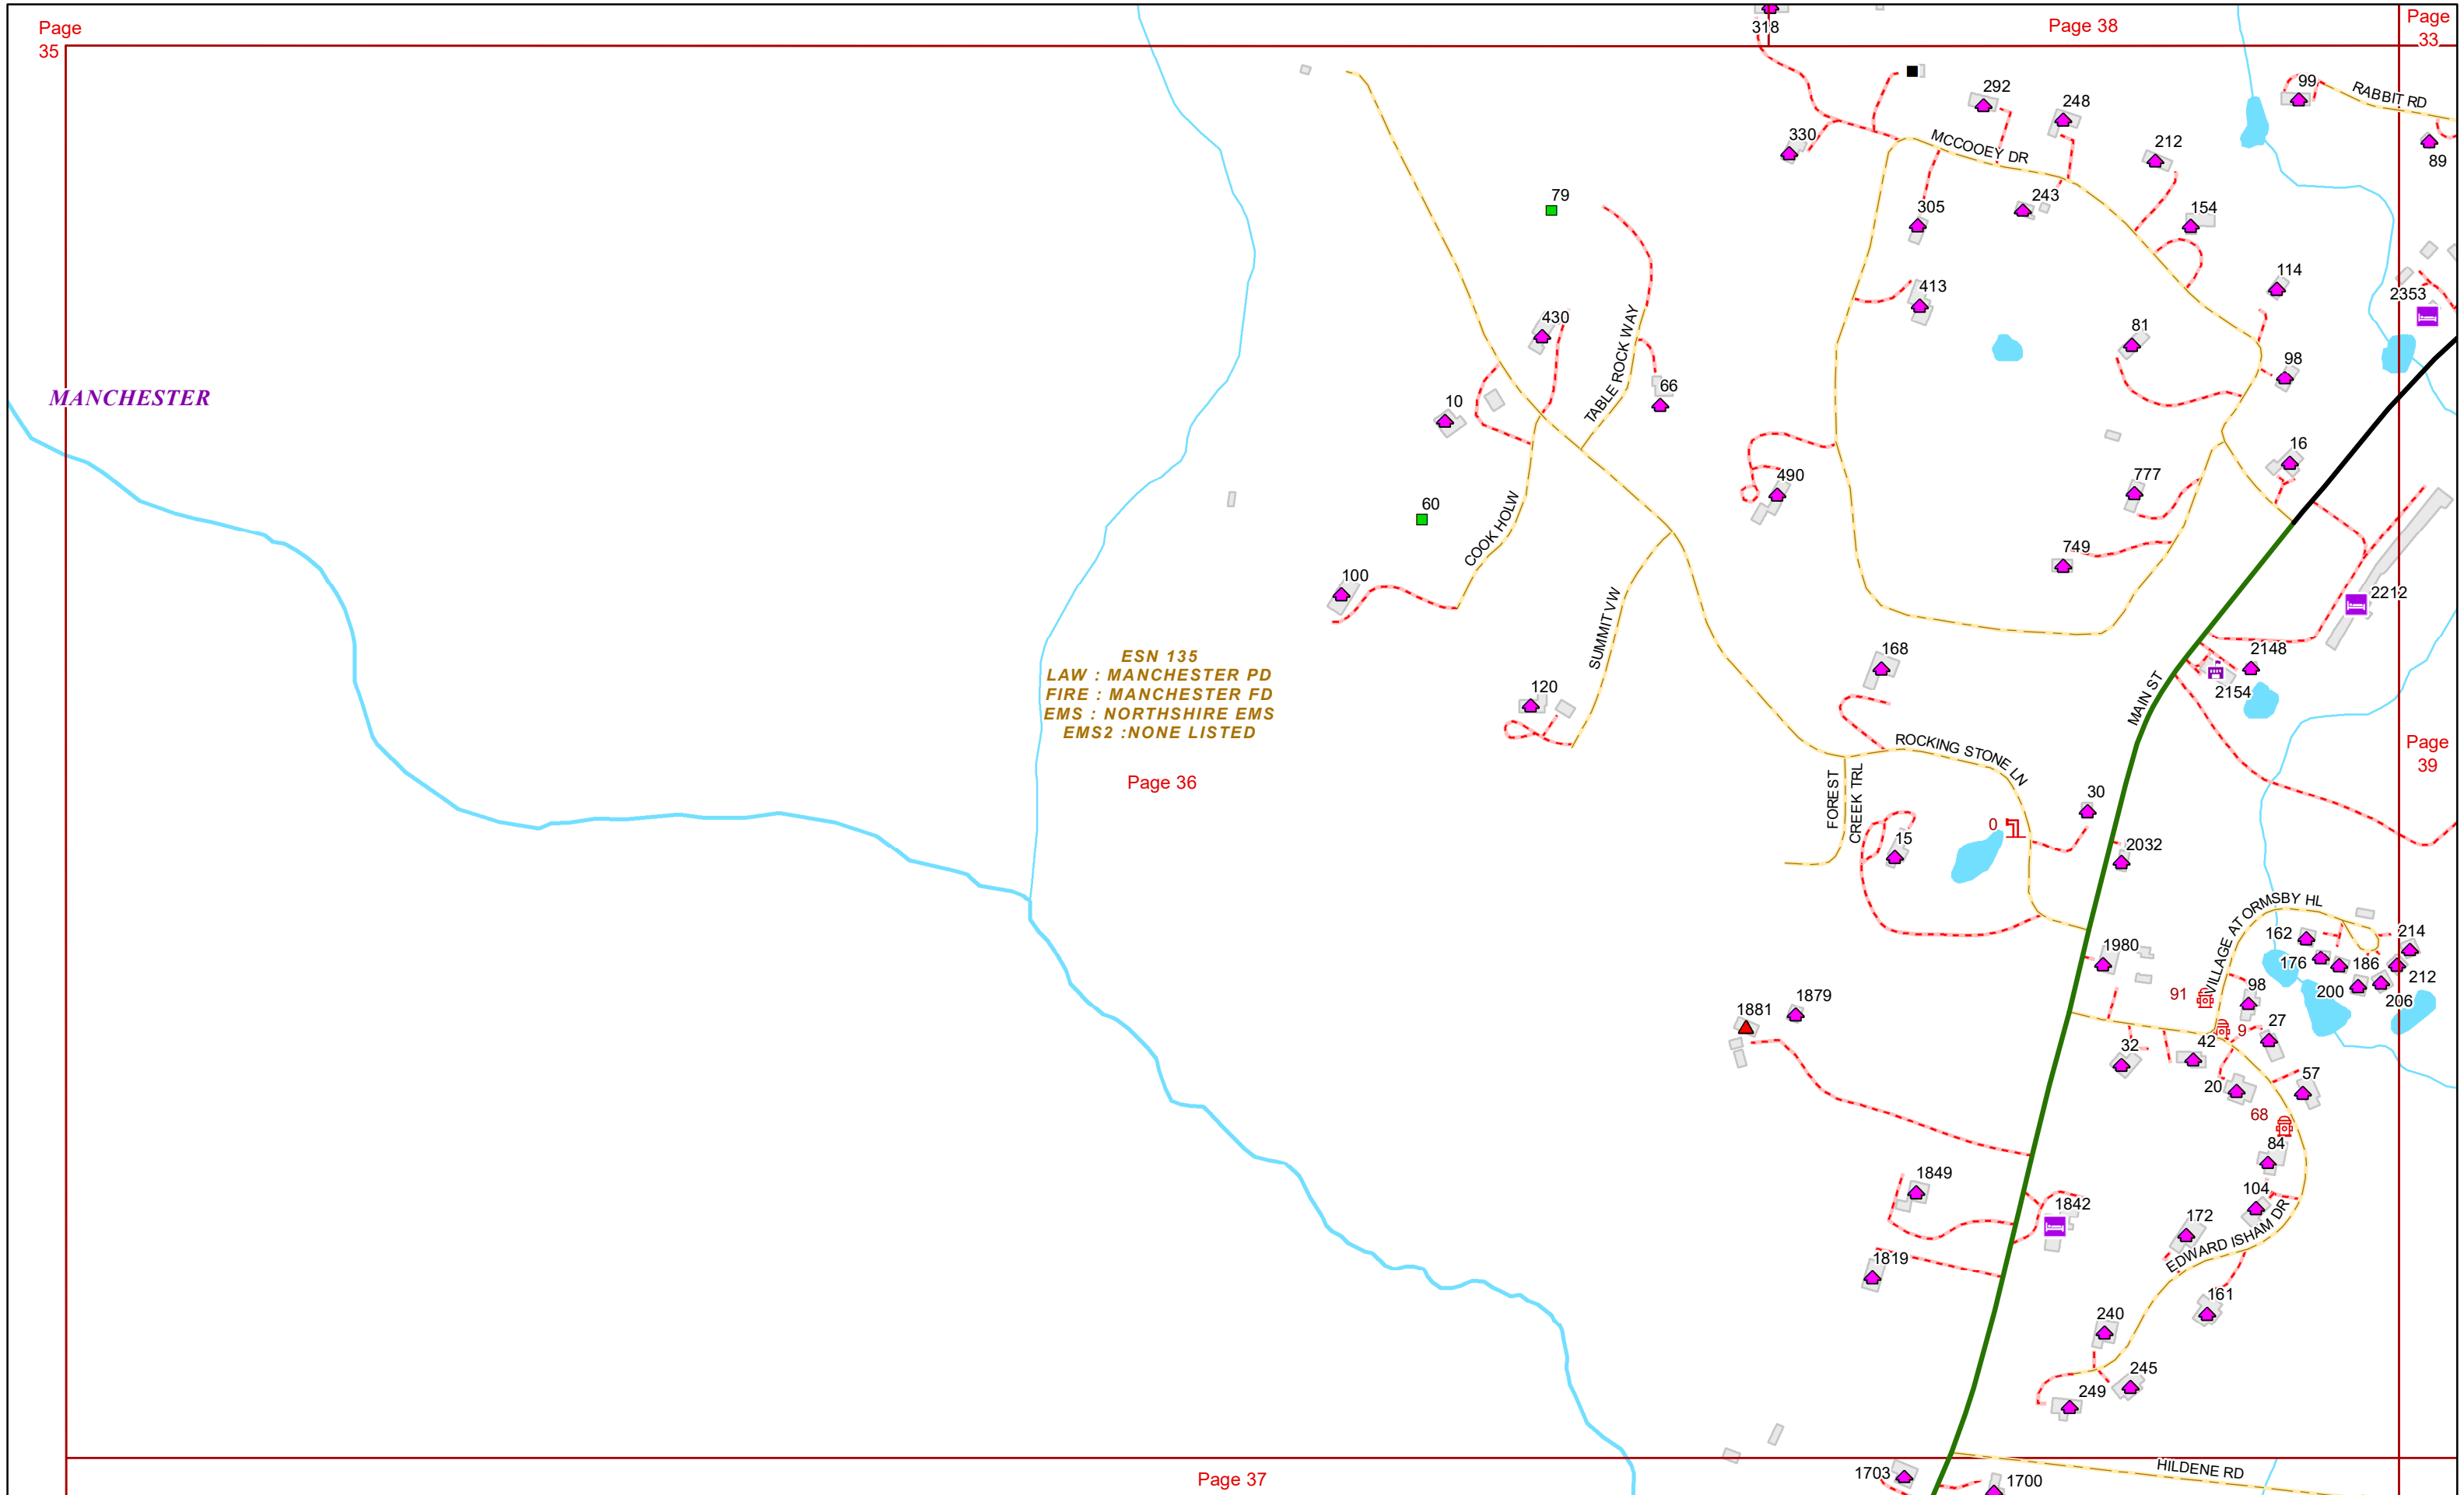 Page
35
318
Page 38
Page
33
292
248
99
RABBIT RD
330
MCCOOEY DR
212
89
79
305
243
154
114
413
2353
430
TABLE ROCK WAY
81
98
MANCHESTER
10
66
16
490
777
60
COOK HOLW
749
100
2212
SUMMIT VW
ESN 135
LAW : MANCHESTER PD
FIRE : MANCHESTER FD
EMS : NORTHSHIRE EMS
EMS2 :NONE LISTED
168
2148
2154
120
MAIN ST
Page
39
Page 36
ROCKING STONE LN
FOREST
CREEK TRL
30
0
15
2032
VILLAGE AT ORMSBY HL
162
214
1980
176
186
212
200
206
91
98
1881
1879
9
27
32
42
20
57
68
84
1849
104
1842
172
EDWARD ISHAM DR
1819
161
240
245
249
1703
Page 37
HILDENE RD
1700